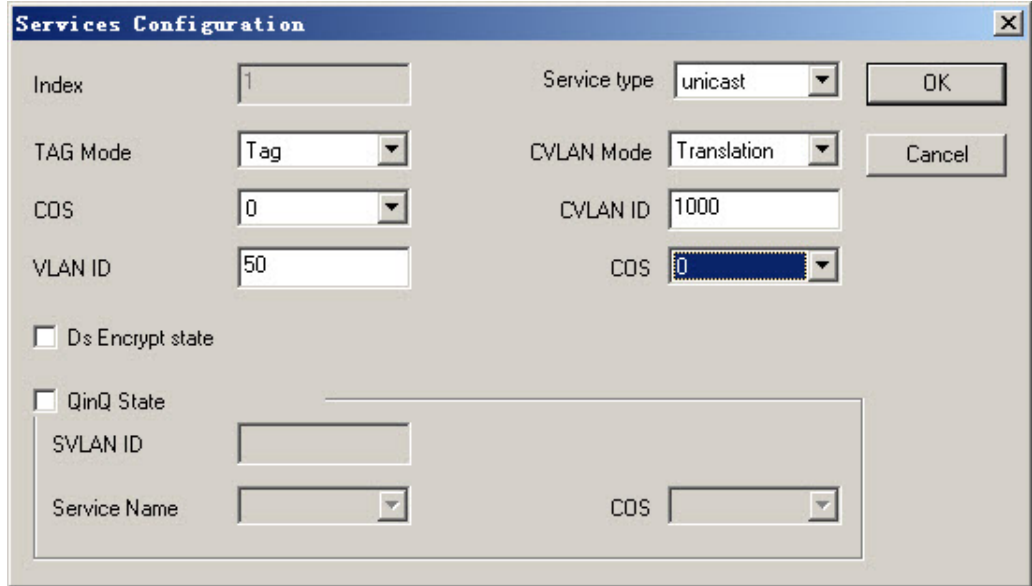 Services Configuration
Index 1 Service type unicast OK
TAG Mode Tag CVLAN Mode Translation Cancel
COS 0 CVLAN ID 1000
VLAN ID 50 COS 0
Ds Encrypt state
QinQ State
SVLAN ID
Service Name COS